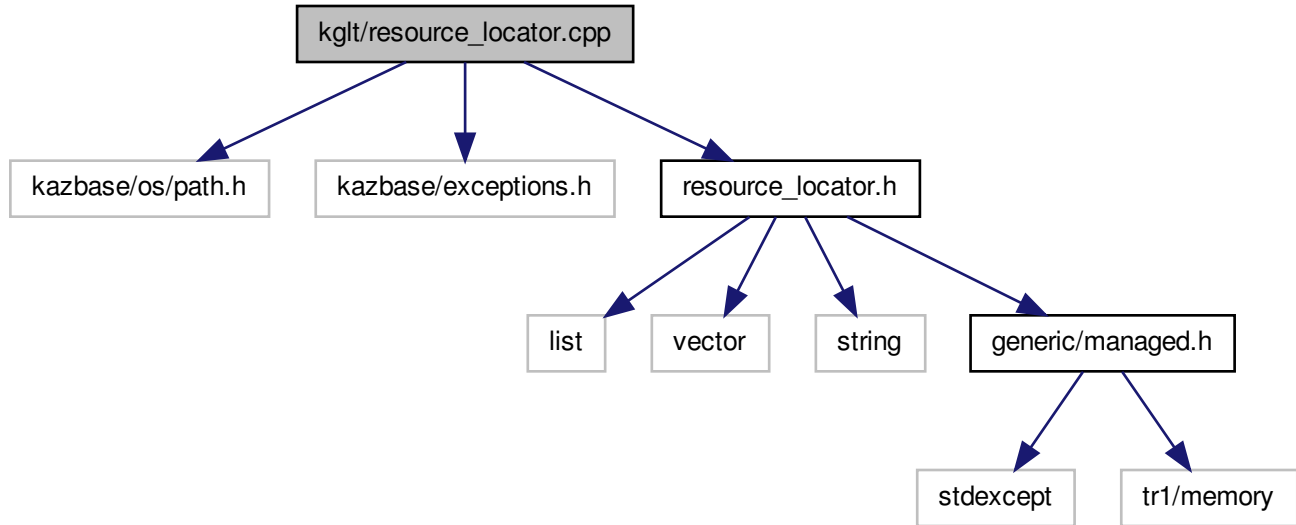 kglt/resource_locator.cpp
kazbase/os/path.h
kazbase/exceptions.h
resource_locator.h
list
vector
string
generic/managed.h
stdexcept
tr1/memory